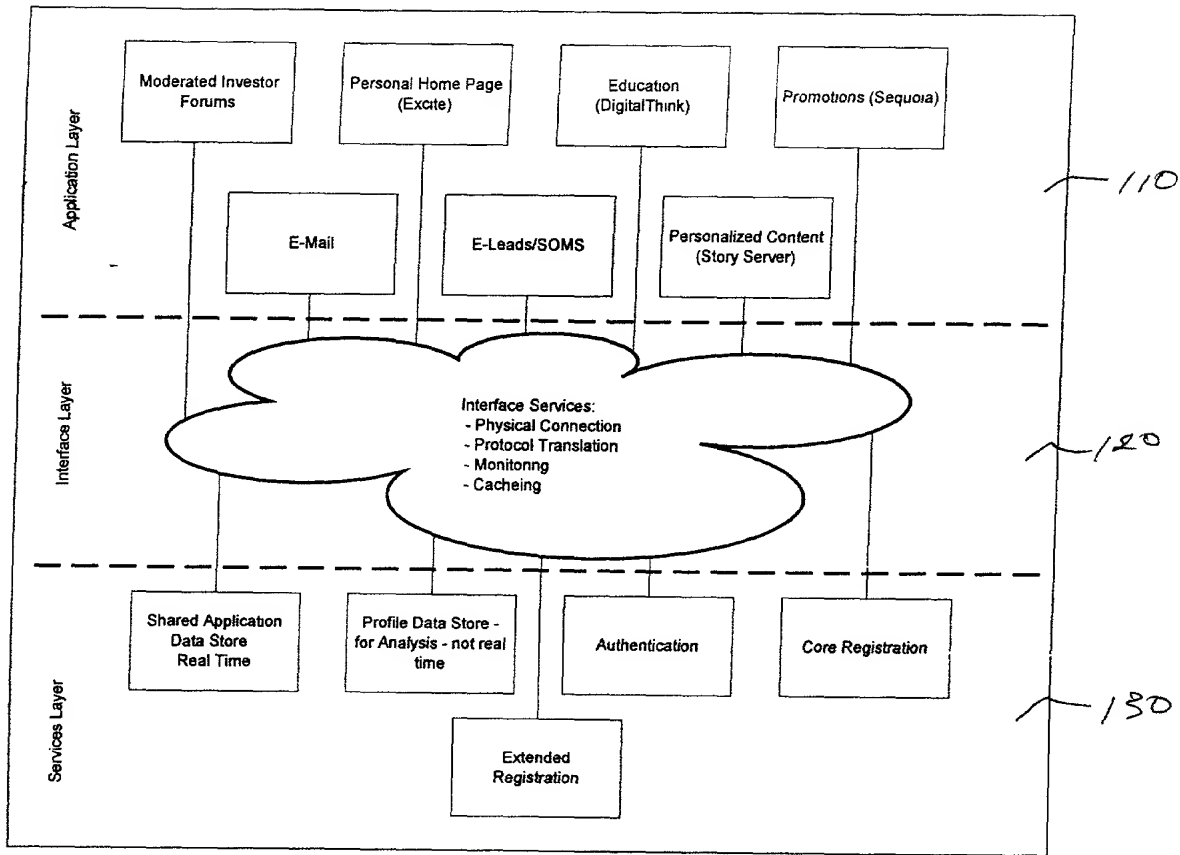 Application Layer
Moderated Investor
Forums
Personal Home Page
(Excite)
Education
(DigitalThink)
Promotions (Sequoia)
110
E-Mail
E-Leads/SOMS
Personalized Content
(Story Server)
Interface Layer
Interface Services:
- Physical Connection
- Protocol Translation
- Monitoring
- Cacheing
120
Services Layer
Shared Application
Data Store
Real Time
Profile Data Store -
for Analysis - not real
time
Authentication
Core Registration
130
Extended
Registration